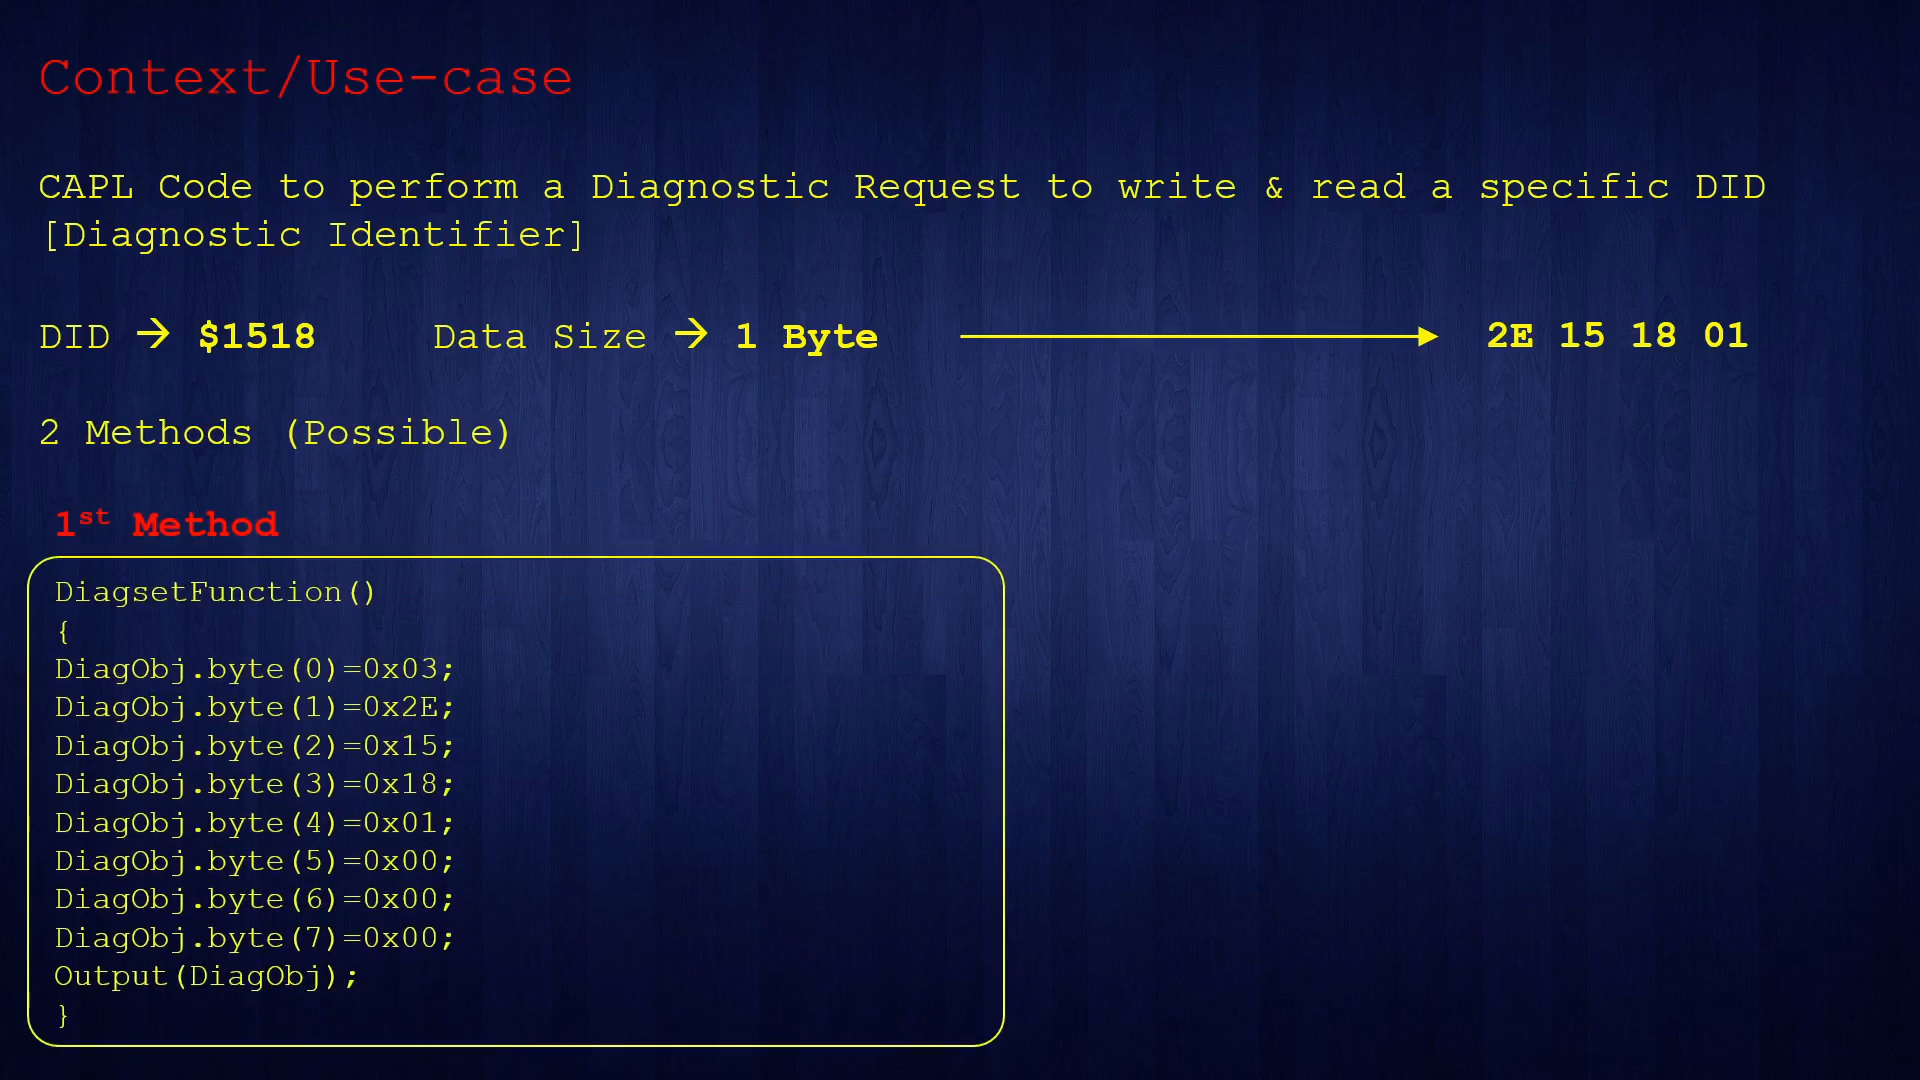 Context/Use-case
CAPL Code to perform a Diagnostic Request to write & read a specific DID
[Diagnostic Identifier]
DID → $1518 Data Size → 1 Byte 2E 15 18 01
2 Methods (Possible)
1st Method
DiagsetFunction()
{
DiagObj.byte(0)=0x03;
DiagObj.byte(1)=0x2E;
DiagObj.byte(2)=0x15;
DiagObj.byte(3)=0x18;
DiagObj.byte(4)=0x01;
DiagObj.byte(5)=0x00;
DiagObj.byte(6)=0x00;
DiagObj.byte(7)=0x00;
Output(DiagObj);
}